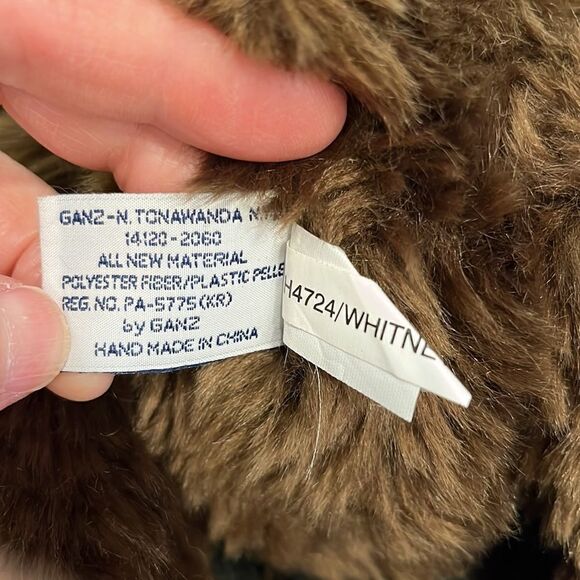 GANZ-N. TONAWANDA N.Y.
14120-2060
ALL NEW MATERIAL
POLYESTER FIBER/PLASTIC PELLE
REG. NO. PA-5775(KR)
by GANZ
HAND MADE IN CHINA
H4724/WHITNE